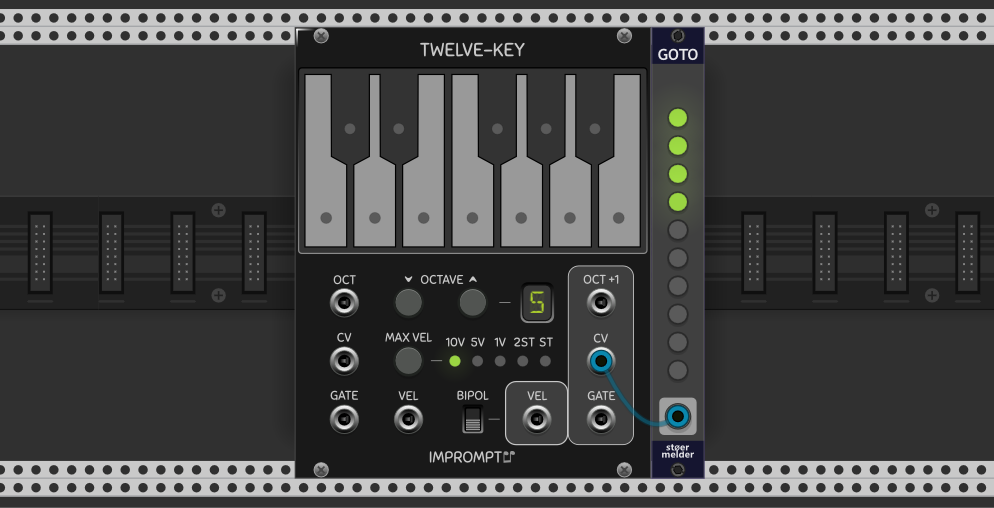 TWELVE-KEY
GOTO
OCT
OCTAVE
OCT +1
5
CV
MAX VEL
10V 5V 1V 2ST ST
CV
GATE
VEL
BIPOL
VEL
GATE
IMPROMPTU
stoer
melder